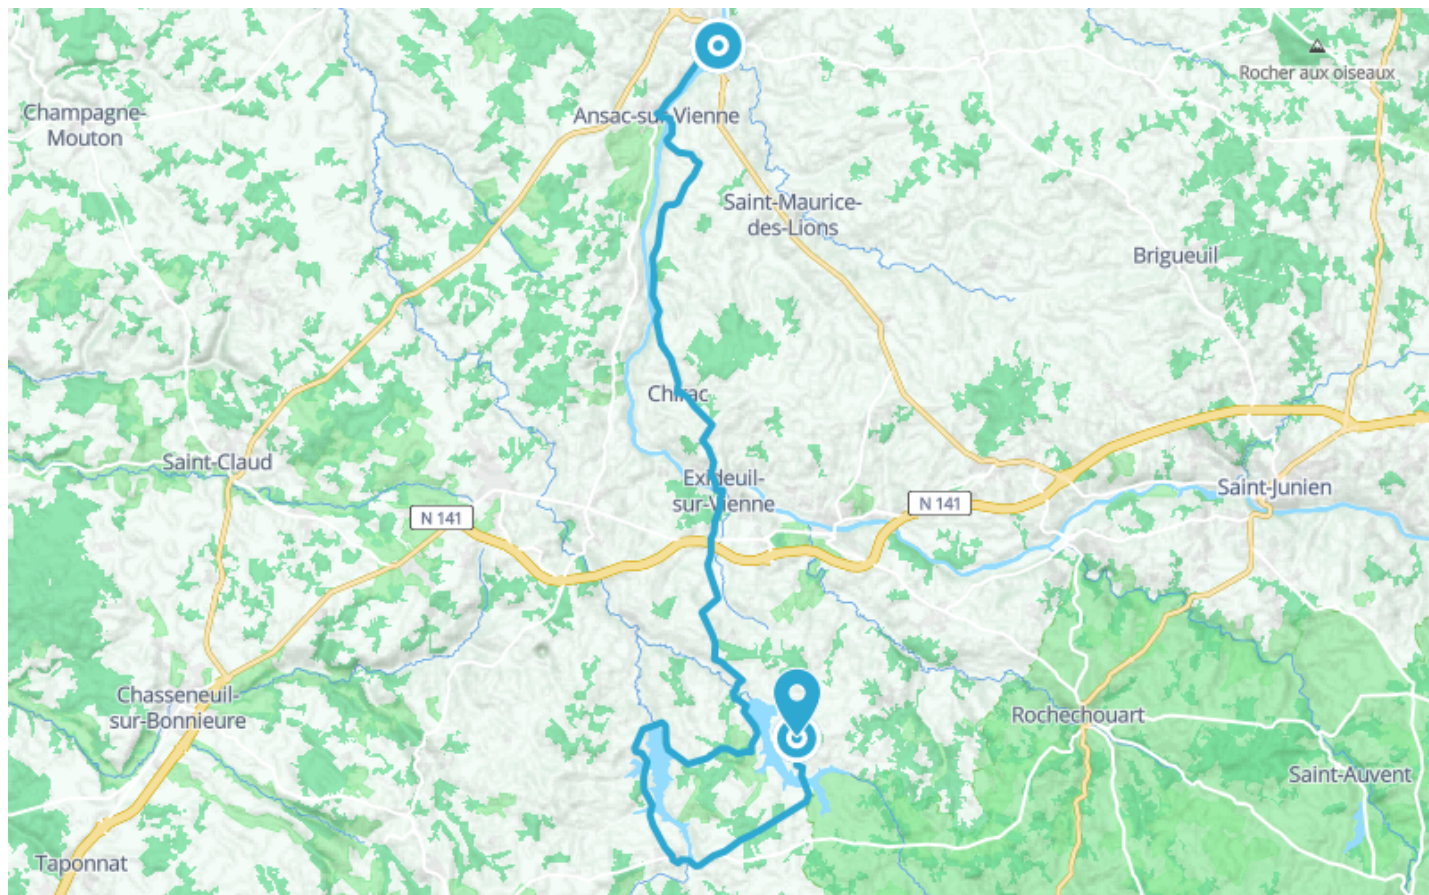 Rocher aux oiseaux
Champagne-
Mouton
Ansac-sur-Vienne
Saint-Maurice-
des-Lions
Brigueuil
Chirac
Saint-Claud
Exideuil-
sur-Vienne
Saint-Junien
N 141
N 141
Chasseneuil-
sur-Bonnieure
Rochechouart
Saint-Auvent
Taponnat